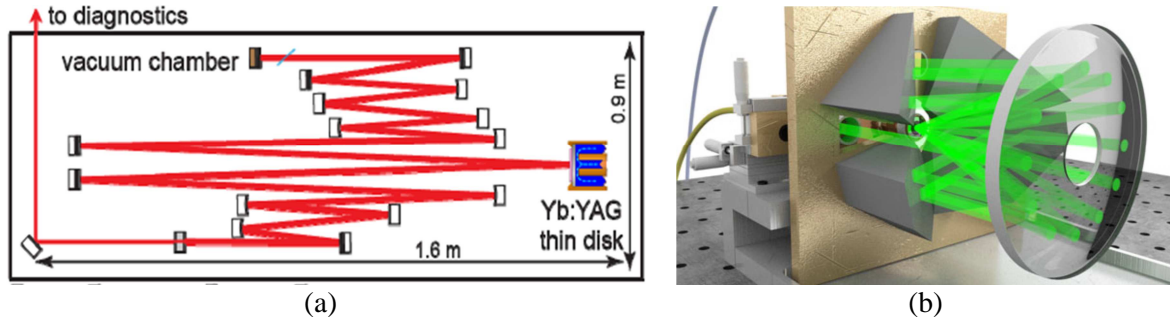 to diagnostics
vacuum chamber
0.9 m
Yb:YAG
thin disk
1.6 m
(a)
(b)